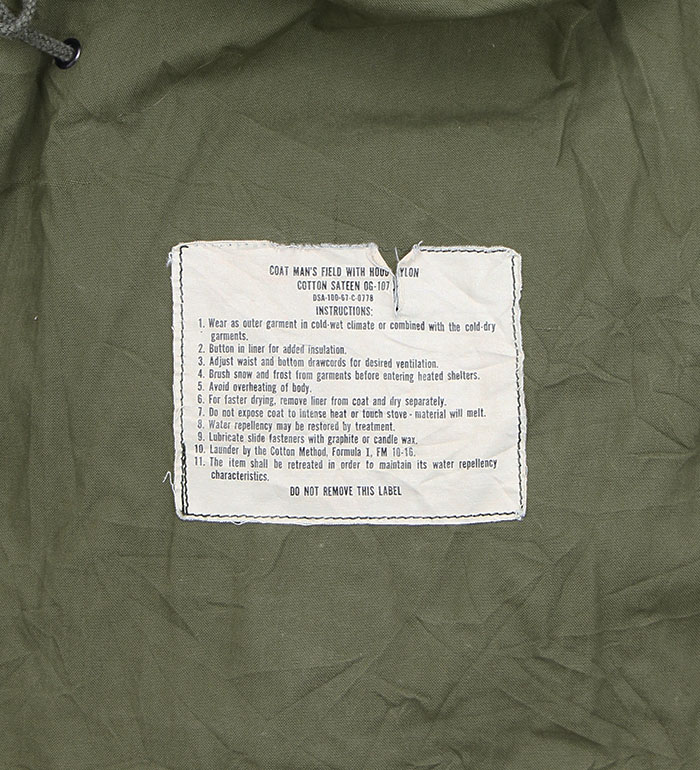 COAT MAN'S FIELD WITH HOOD YLON
COTTON SATEEN OG-107
DSA-100-67-C-0778
INSTRUCTIONS:
1. Wear as outer garment in cold-wet climate or combined with the cold-dry
garments.
2. Button in liner for added insulation.
3. Adjust waist and bottom drawcords for desired ventilation.
4. Brush snow and frost from garments before entering heated shelters.
5. Avoid overheating of body.
6. For faster drying, remove liner from coat and dry separately.
7. Do not expose coat to intense heat or touch stove - material will melt.
8. Water repellency may be restored by treatment.
9. Lubricate slide fasteners with graphite or candle wax.
10. Launder by the Cotton Method, Formula I, FM 10-16.
11. The item shall be retreated in order to maintain its water repellency
characteristics.
DO NOT REMOVE THIS LABEL